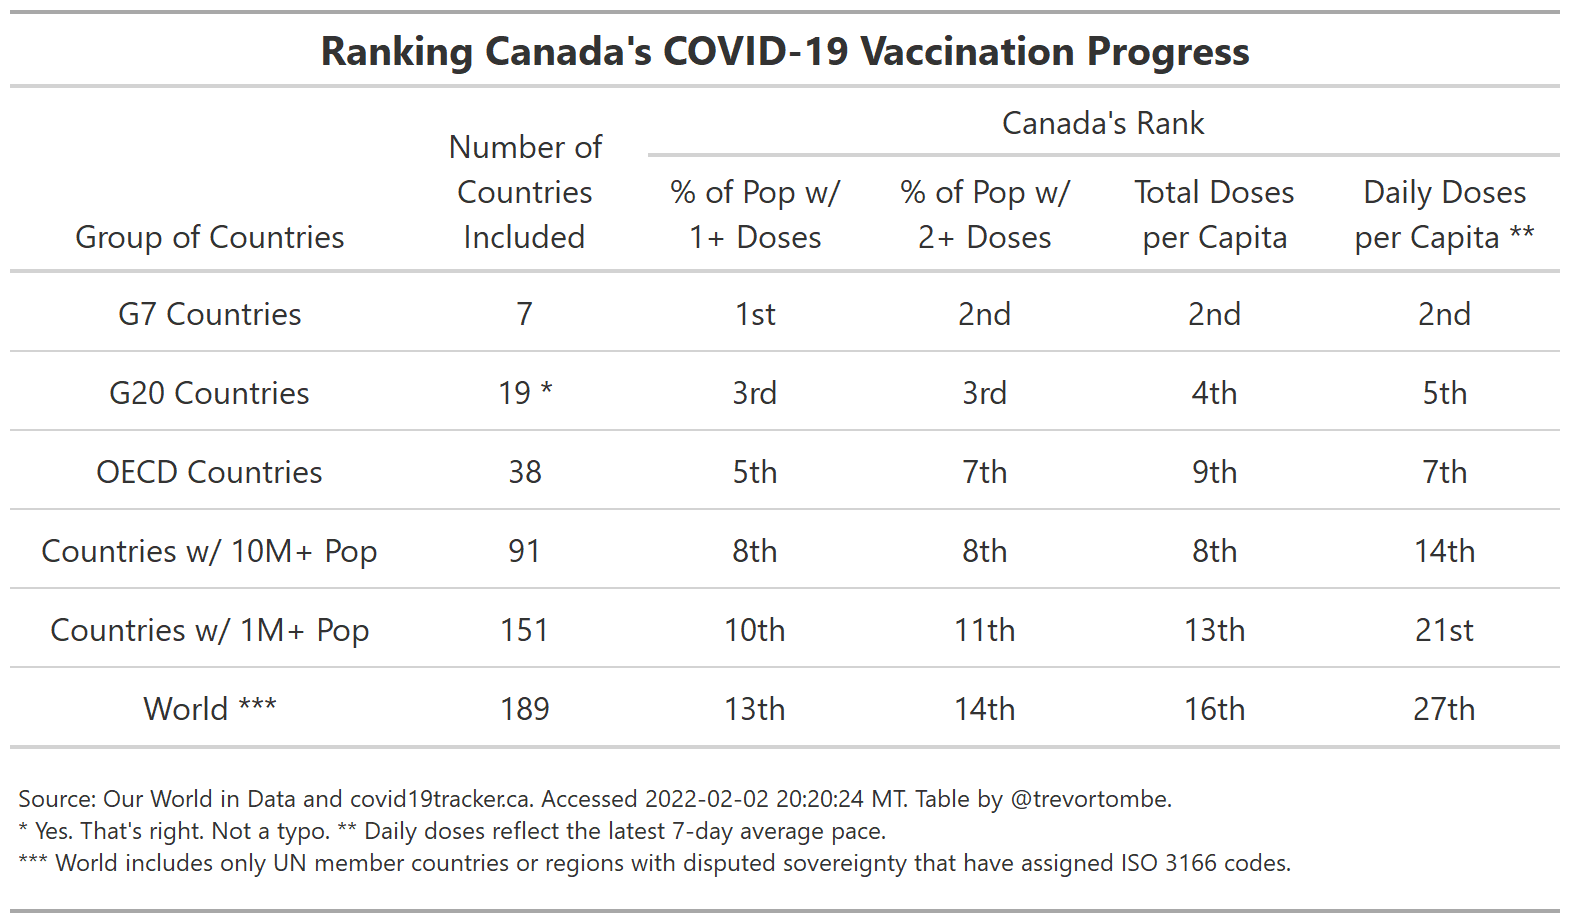 Ranking Canada's COVID-19 Vaccination Progress
Canada's Rank
Group of Countries
Number of
Countries
Included
% of Pop w/
1+ Doses
% of Pop w/
2+ Doses
Total Doses
per Capita
Daily Doses
per Capita **
G7 Countries 7 1st 2nd 2nd 2nd
G20 Countries 19 * 3rd 3rd 4th 5th
OECD Countries 38 5th 7th 9th 7th
Countries w/ 10M+ Pop 91 8th 8th 8th 14th
Countries w/ 1M+ Pop 151 10th 11th 13th 21st
World *** 189 13th 14th 16th 27th
Source: Our World in Data and covid19tracker.ca. Accessed 2022-02-02 20:20:24 MT. Table by @trevortombe.
* Yes. That's right. Not a typo. ** Daily doses reflect the latest 7-day average pace.
*** World includes only UN member countries or regions with disputed sovereignty that have assigned ISO 3166 codes.